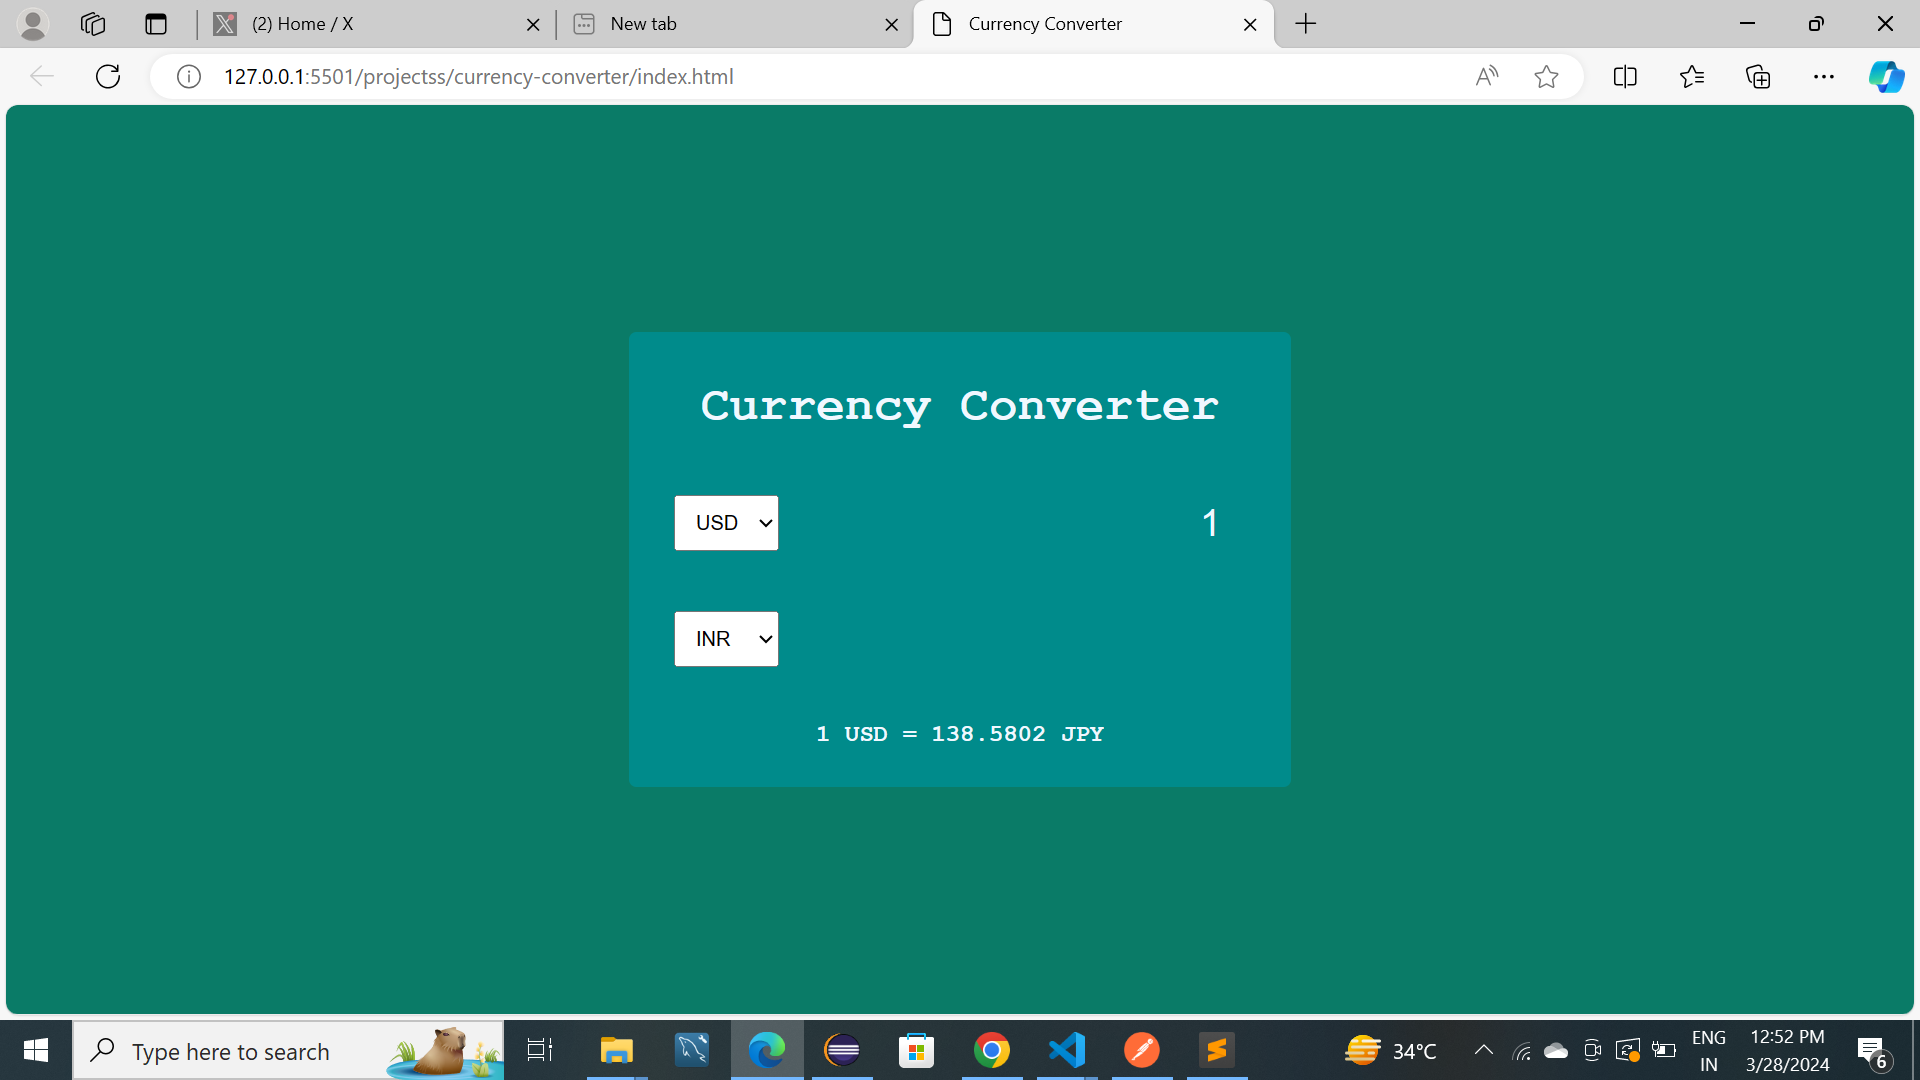 (2) Home / X
New tab
Currency Converter
127.0.0.1:5501/projectss/currency-converter/index.html
Currency Converter
USD
1
INR
1 USD = 138.5802 JPY
Type here to search
34°C
ENG
IN
12:52 PM
3/28/2024
6